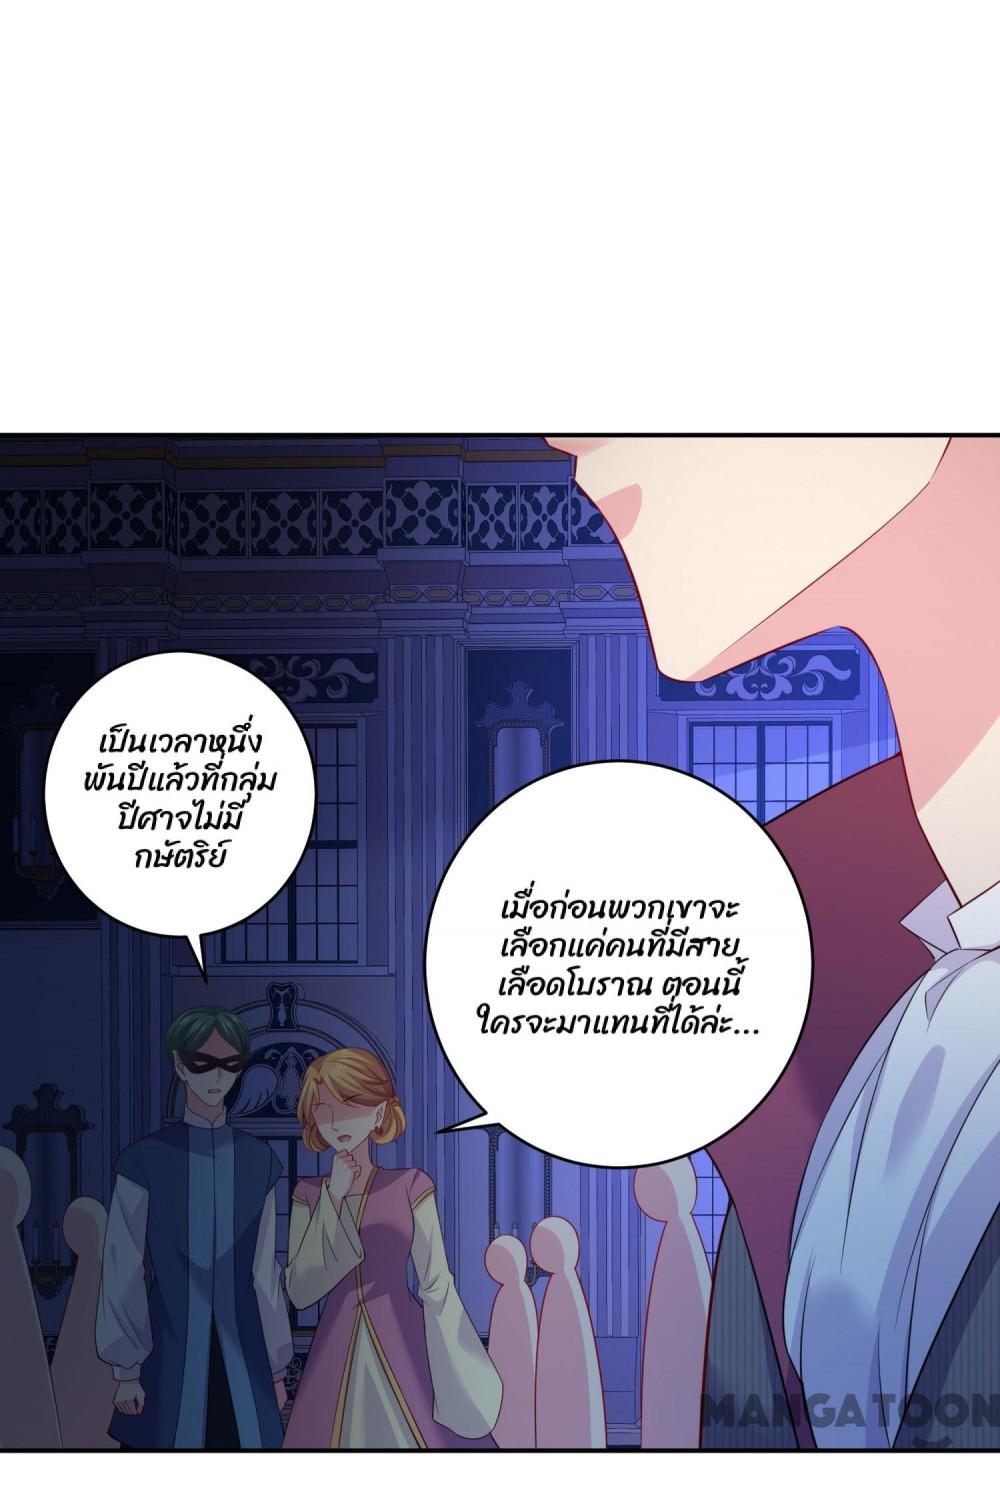 เป็นเวลาหนึ่ง
พันปีแล้วที่กลุ่ม
ปีศาจไม่มี
กษัตริย์
เมื่อก่อนพวกเขาจะ
เลือกแค่คนที่มีสาย
เลือดโบราณ ตอนนี้
ใครจะมาแทนที่ได้ล่ะ...
MANGATOON